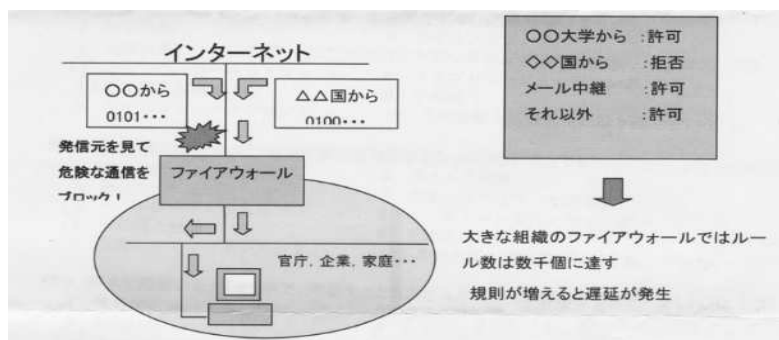 インターネット
〇〇から
0101・・・
△△国から
0100・・・
発信元を見て
危険な通信を
ブロック!
ファイアウォール
官庁，企業，家庭・・・
〇〇大学から :許可
◇◇国から :拒否
メール中継 :許可
それ以外 :許可
大きな組織のファイアウォールではルー
ル数は数千個に達す
規則が増えると遅延が発生